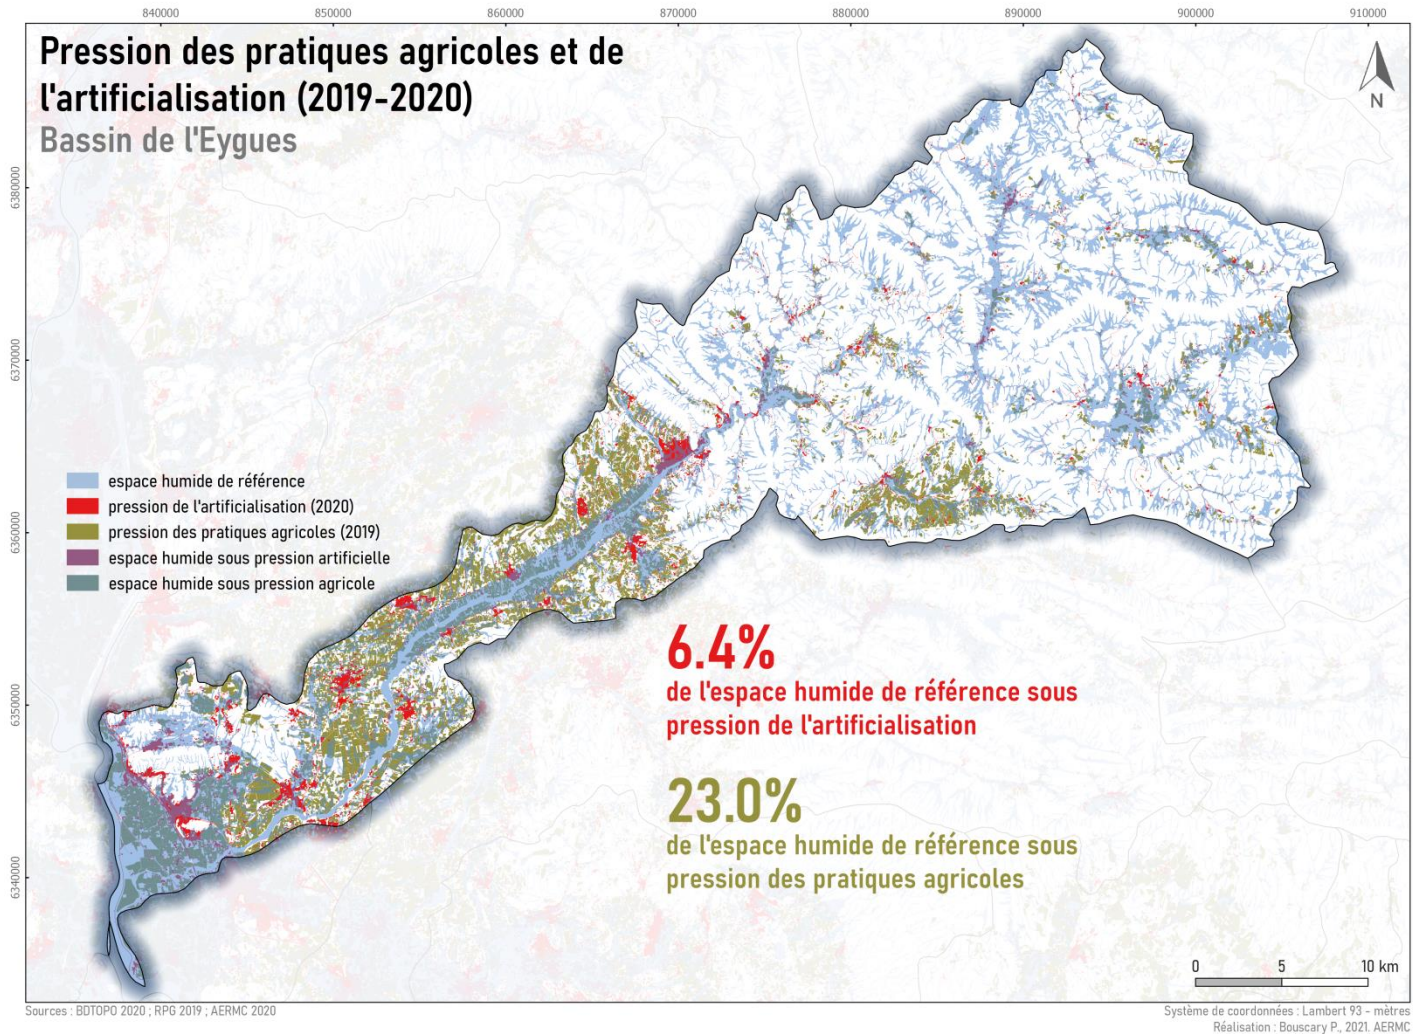 840000 850000 860000 870000 880000 890000 900000 910000
Pression des pratiques agricoles et de
l'artificialisation (2019-2020)
Bassin de l'Eygues
N
6380000
6370000
6360000
6350000
6340000
espace humide de référence
pression de l'artificialisation (2020)
pression des pratiques agricoles (2019)
espace humide sous pression artificielle
espace humide sous pression agricole
6.4%
de l'espace humide de référence sous
pression de l'artificialisation
23.0%
de l'espace humide de référence sous
pression des pratiques agricoles
0 5 10 km
Sources : BDTOPO 2020 ; RPG 2019 ; AERMC 2020
Système de coordonnées : Lambert 93 - mètres
Réalisation : Bouscary P., 2021. AERMC